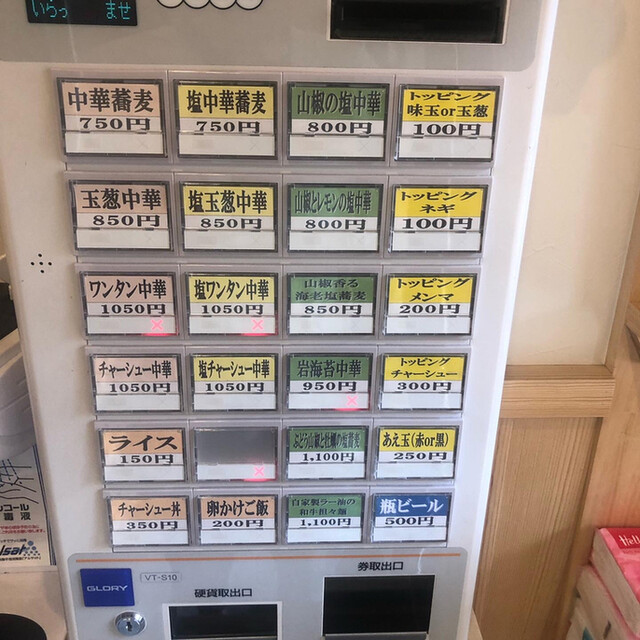 いらっ ませ
中華蕎麦
750円
塩中華蕎麦
750円
山椒の塩中華
800円
トッピング
味玉or玉葱
100円
玉葱中華
850円
塩玉葱中華
850円
山椒とレモンの塩中華
800円
トッピング
ネギ
100円
ワンタン中華
1050円
塩ワンタン中華
1050円
山椒香る
海老塩蕎麦
850円
トッピング
メンマ
200円
チャーシュー中華
1050円
塩チャーシュー中華
1050円
岩海苔中華
950円
トッピング
チャーシュー
300円
ライス
150円
ぶどう山椒と牡蠣の塩蕎麦
1,100円
あえ玉(赤or黒)
250円
チャーシュー丼
350円
卵かけご飯
200円
自家製ラー油の
和牛担々麺
1,100円
瓶ビール
500円
GLORY
VT-S10
硬貨取出口
券取出口
Hell